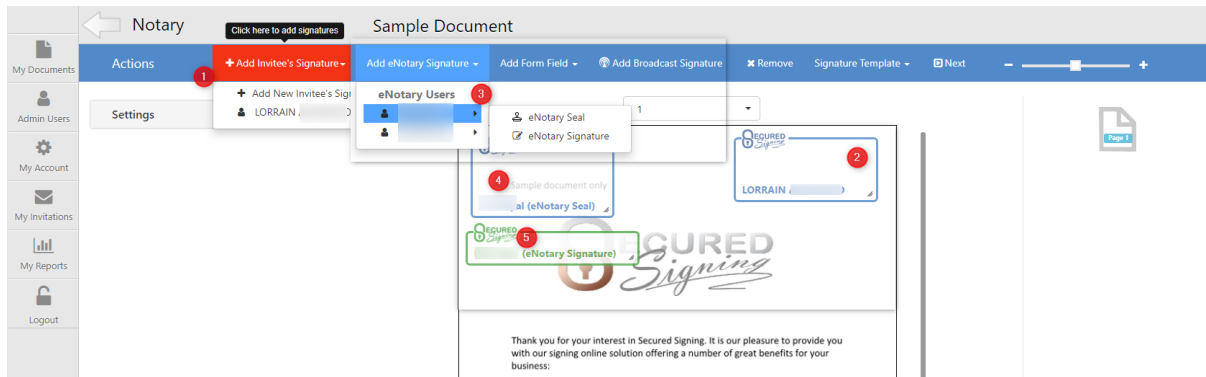 Notary
Click here to add signatures
Sample Document
My Documents
Admin Users
My Account
My Invitations
My Reports
Logout
Actions
1
Add Invitee's Signature
Add eNotary Signature
Add Form Field
Add Broadcast Signature
Remove
Signature Template
Next
Settings
Add New Invitee's Sig
LORRAIN
eNotary Users
3
eNotary Seal
eNotary Signature
1
Page 1
SECURED
Signing
2
LORRAIN
4
Sample document only
al (eNotary Seal)
SECURED
Signing
5
(eNotary Signature)
SECURED
Signing
Thank you for your interest in Secured Signing. It is our pleasure to provide you
with our signing online solution offering a number of great benefits for your
business: